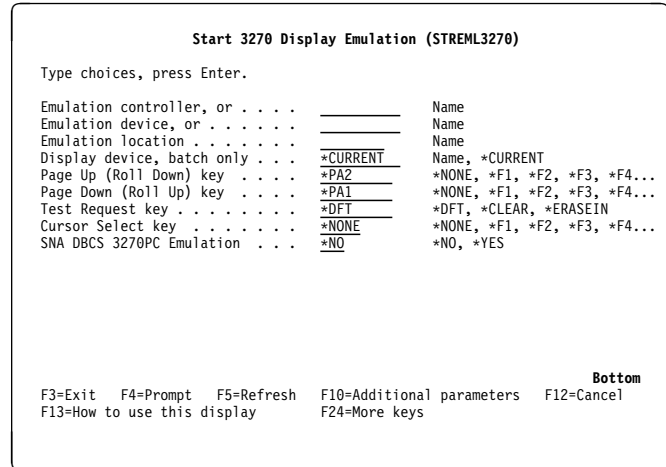 Start 3270 Display Emulation (STREML3270)
Type choices, press Enter.
Emulation controller, or . . . . __________ Name
Emulation device, or . . . . . . __________ Name
Emulation location . . . . . . . ________ Name
Display device, batch only . . . *CURRENT Name, *CURRENT
Page Up (Roll Down) key . . . . *PA2 *NONE, *F1, *F2, *F3, *F4...
Page Down (Roll Up) key . . . . *PA1 *NONE, *F1, *F2, *F3, *F4...
Test Request key . . . . . . . . *DFT *DFT, *CLEAR, *ERASEIN
Cursor Select key . . . . . . . *NONE *NONE, *F1, *F2, *F3, *F4...
SNA DBCS 3270PC Emulation . . . *NO *NO, *YES
Bottom
F3=Exit F4=Prompt F5=Refresh F10=Additional parameters F12=Cancel
F13=How to use this display F24=More keys